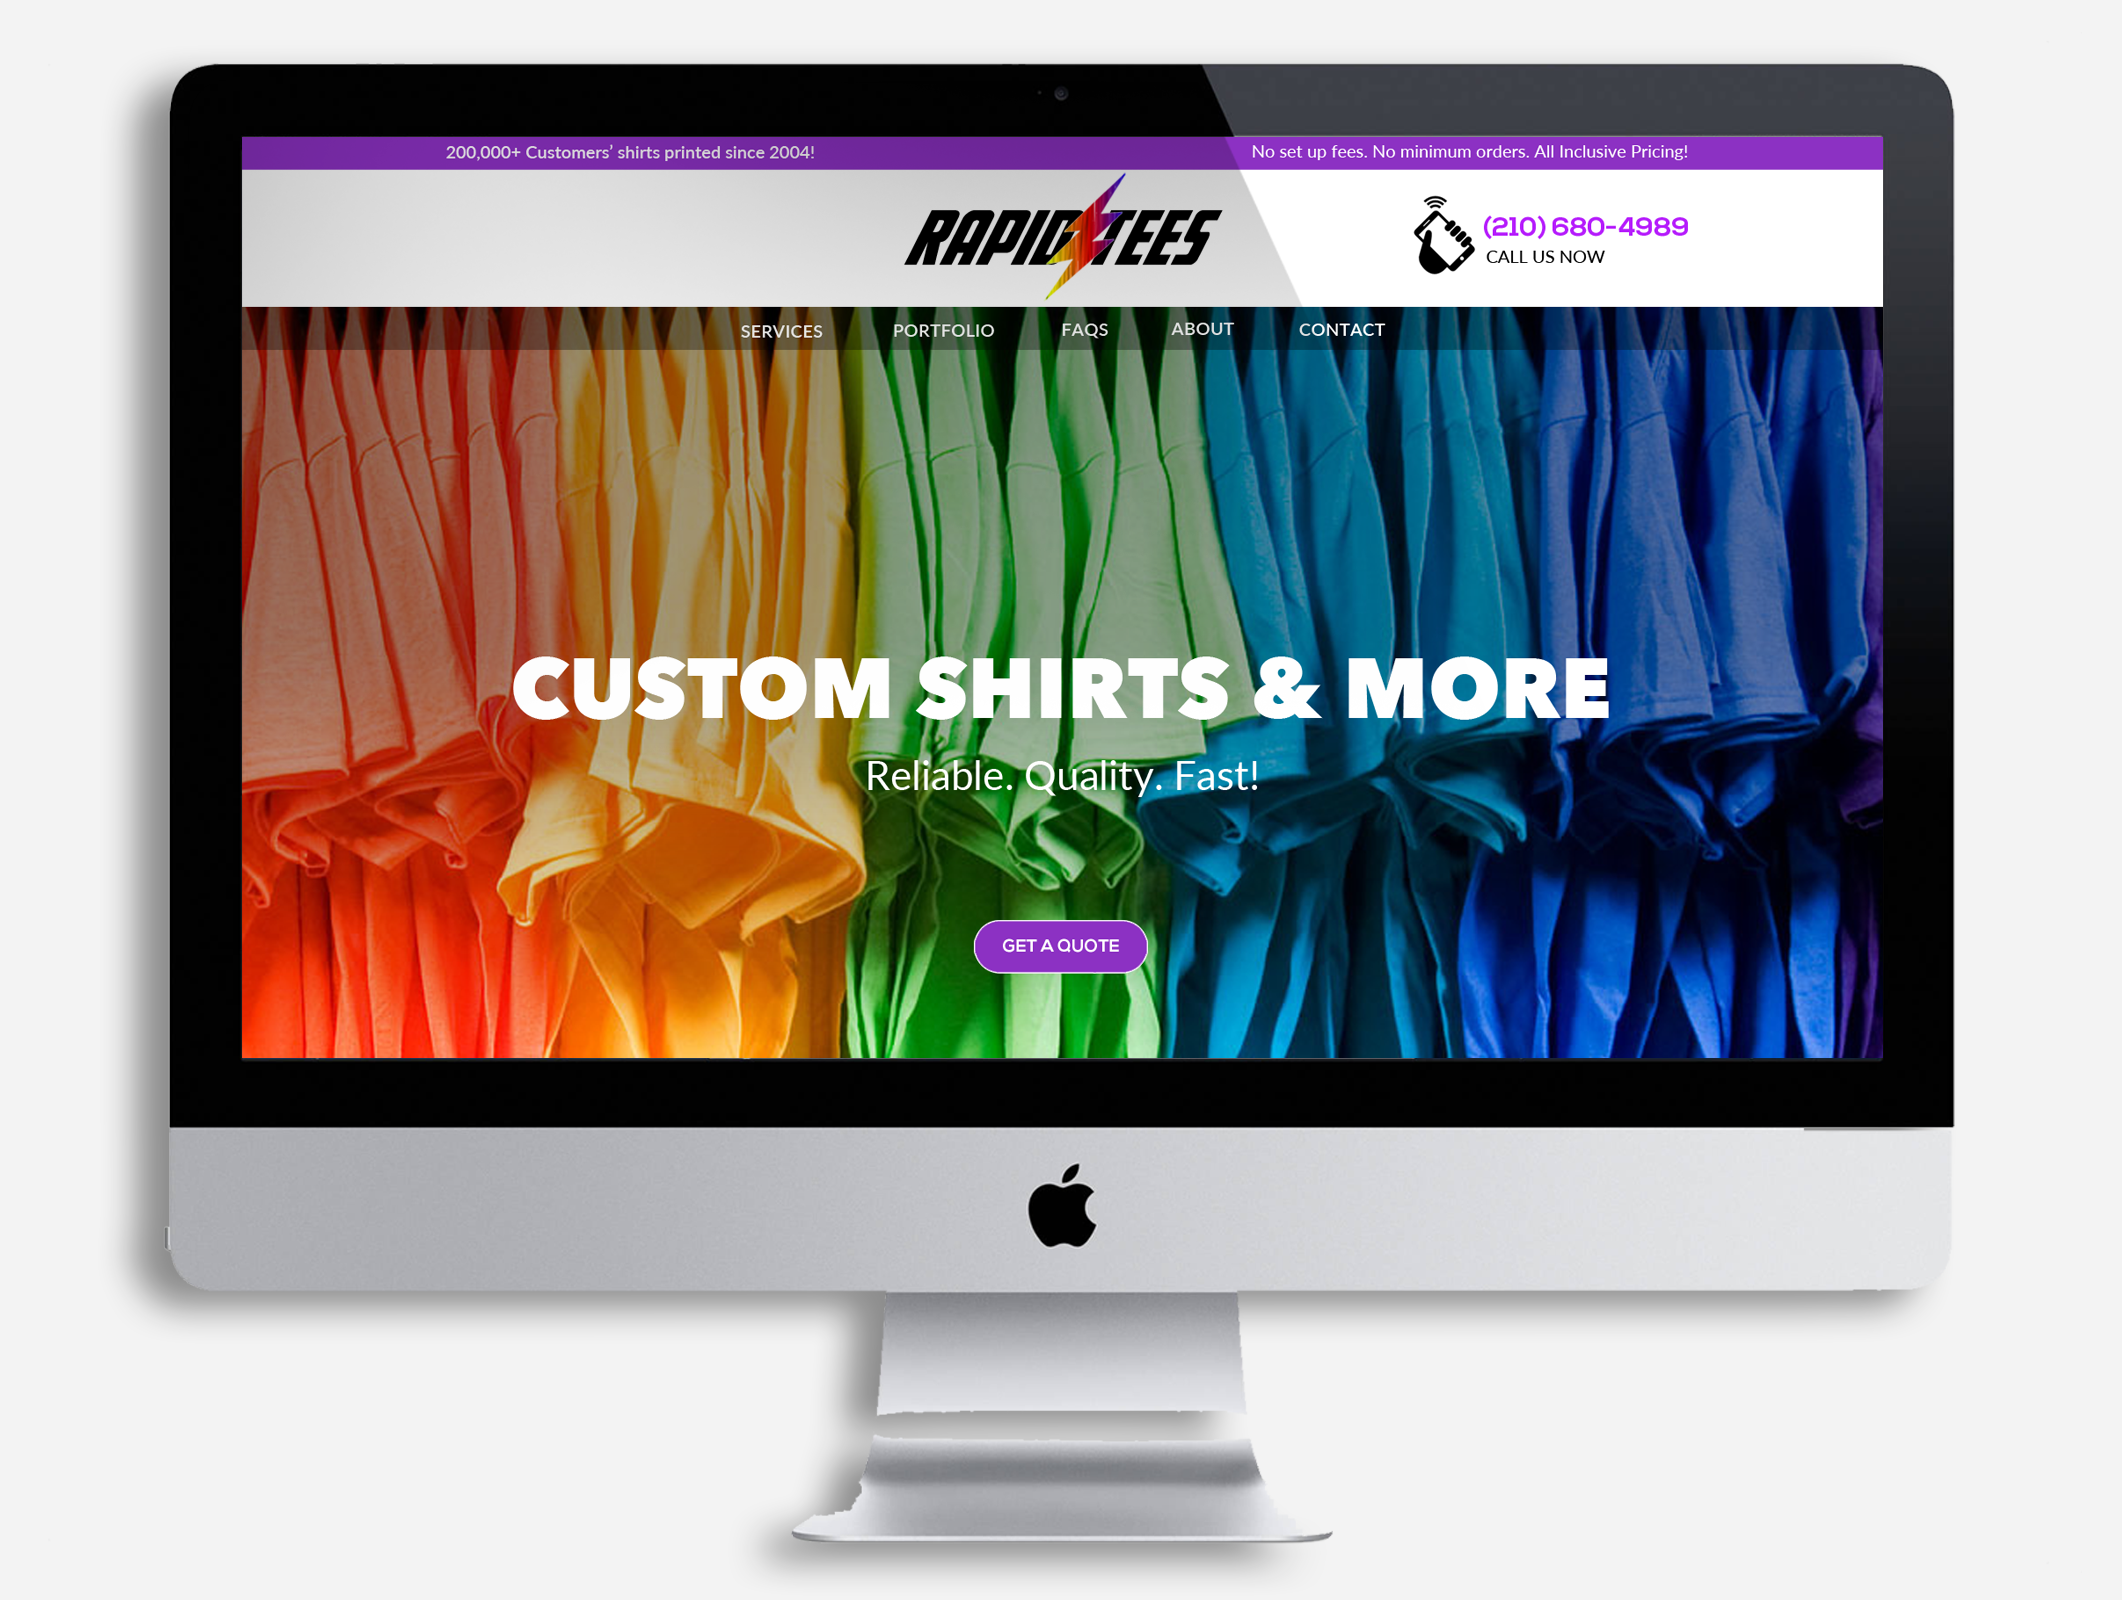 200,000+ Customers’ shirts printed since 2004!
No set up fees. No minimum orders. All Inclusive Pricing!
RAPID TEES
(210) 680-4989
CALL US NOW
SERVICES PORTFOLIO FAQS ABOUT CONTACT
CUSTOM SHIRTS & MORE
Reliable. Quality. Fast!
GET A QUOTE